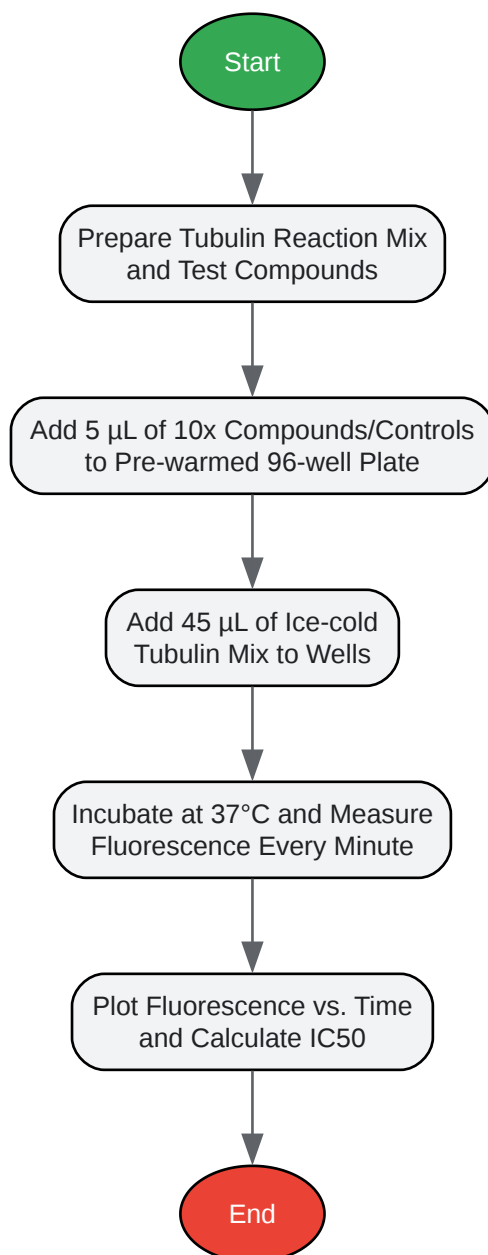 Start
Prepare Tubulin Reaction Mix
and Test Compounds
Add 5 µL of 10x Compounds/Controls
to Pre-warmed 96-well Plate
Add 45 µL of Ice-cold
Tubulin Mix to Wells
Incubate at 37°C and Measure
Fluorescence Every Minute
Plot Fluorescence vs. Time
and Calculate IC50
End